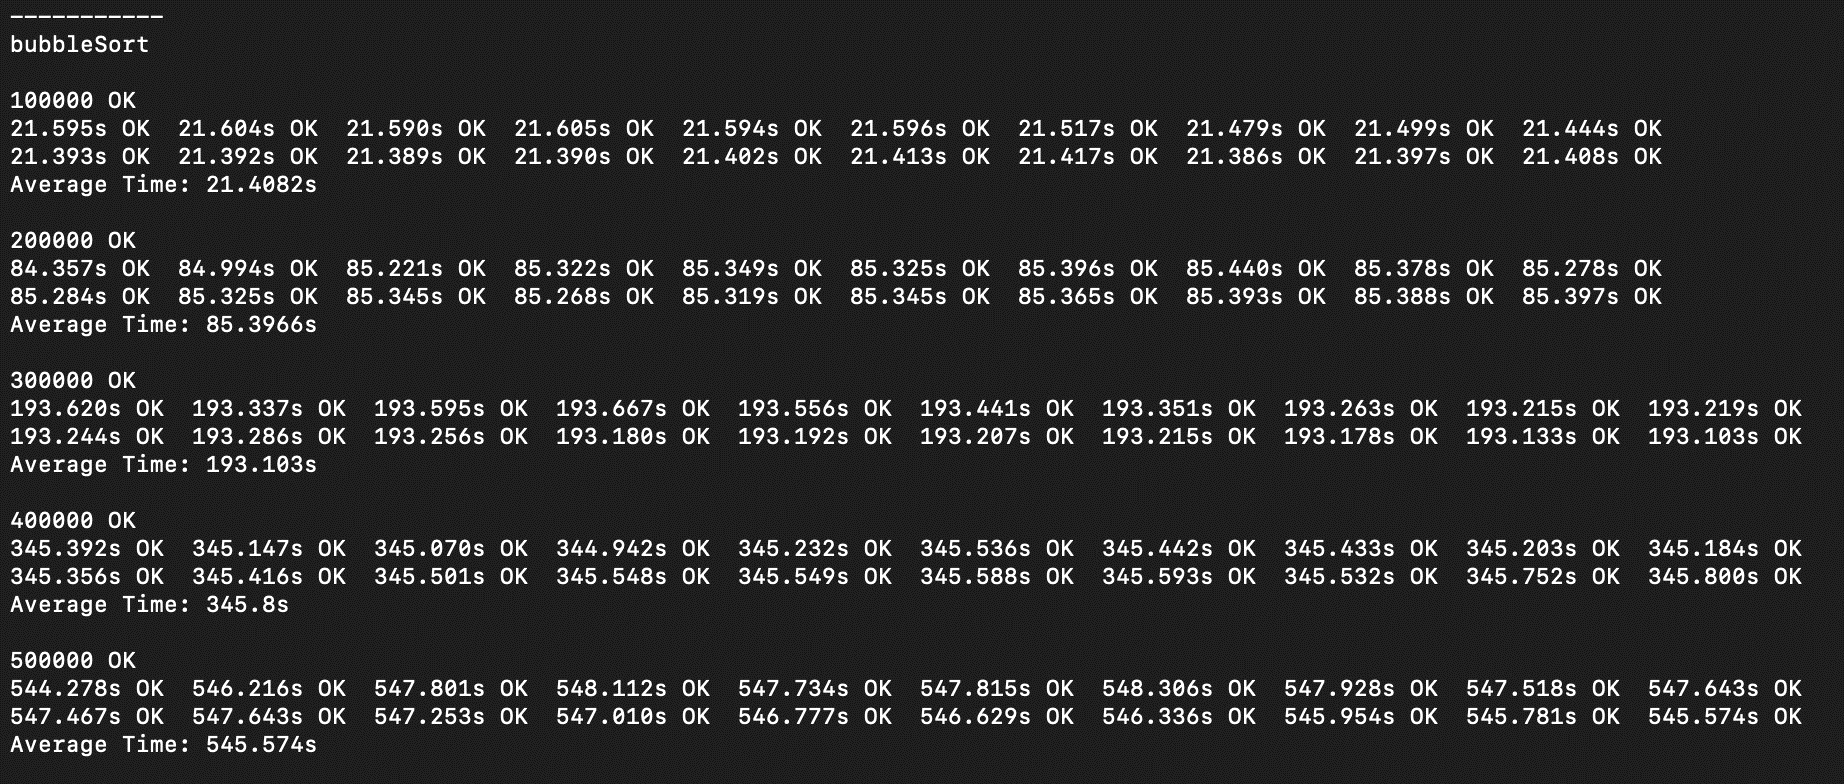 -----------
bubbleSort
100000 OK
21.595s OK  21.604s OK  21.590s OK  21.605s OK  21.594s OK  21.596s OK  21.517s OK  21.479s OK  21.499s OK  21.444s OK
21.393s OK  21.392s OK  21.389s OK  21.390s OK  21.402s OK  21.413s OK  21.417s OK  21.386s OK  21.397s OK  21.408s OK
Average Time: 21.4082s
200000 OK
84.357s OK  84.994s OK  85.221s OK  85.322s OK  85.349s OK  85.325s OK  85.396s OK  85.440s OK  85.378s OK  85.278s OK
85.284s OK  85.325s OK  85.345s OK  85.268s OK  85.319s OK  85.345s OK  85.365s OK  85.393s OK  85.388s OK  85.397s OK
Average Time: 85.3966s
300000 OK
193.620s OK  193.337s OK  193.595s OK  193.667s OK  193.556s OK  193.441s OK  193.351s OK  193.263s OK  193.215s OK  193.219s OK
193.244s OK  193.286s OK  193.256s OK  193.180s OK  193.192s OK  193.207s OK  193.215s OK  193.178s OK  193.133s OK  193.103s OK
Average Time: 193.103s
400000 OK
345.392s OK  345.147s OK  345.070s OK  344.942s OK  345.232s OK  345.536s OK  345.442s OK  345.433s OK  345.203s OK  345.184s OK
345.356s OK  345.416s OK  345.501s OK  345.548s OK  345.549s OK  345.588s OK  345.593s OK  345.532s OK  345.752s OK  345.800s OK
Average Time: 345.8s
500000 OK
544.278s OK  546.216s OK  547.801s OK  548.112s OK  547.734s OK  547.815s OK  548.306s OK  547.928s OK  547.518s OK  547.643s OK
547.467s OK  547.643s OK  547.253s OK  547.010s OK  546.777s OK  546.629s OK  546.336s OK  545.954s OK  545.781s OK  545.574s OK
Average Time: 545.574s